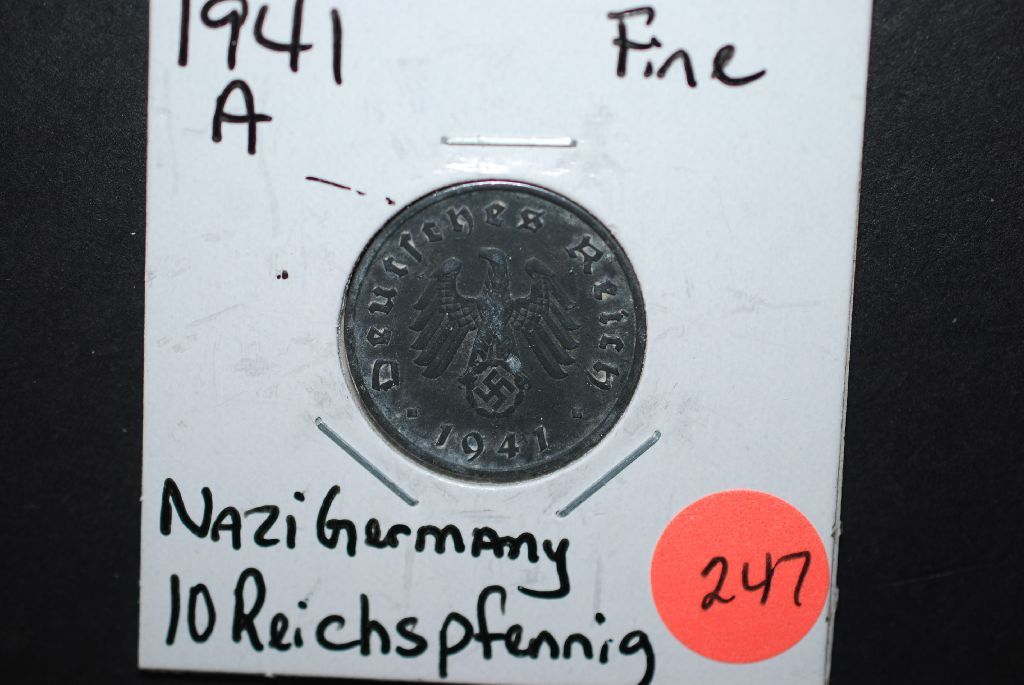 1941
Fine
A
Deutsches Reich
1941
Nazi Germany
10 Reichspfennig
247